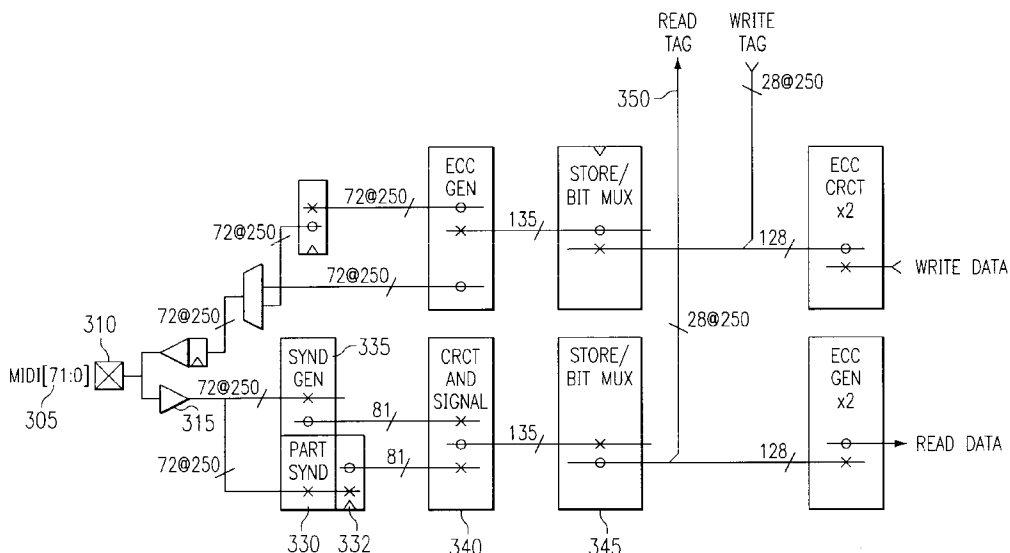 READ TAG
WRITE TAG
350
28@250
ECC GEN
STORE/ BIT MUX
ECC CRCT x2
72@250
72@250
72@250
135
128
72@250
WRITE DATA
72@250
28@250
310
335
MIDI[71:0]
305
315
72@250
SYND GEN
CRCT AND SIGNAL
STORE/ BIT MUX
ECC GEN x2
81
135
READ DATA
72@250
PART SYND
81
128
330
332
340
345